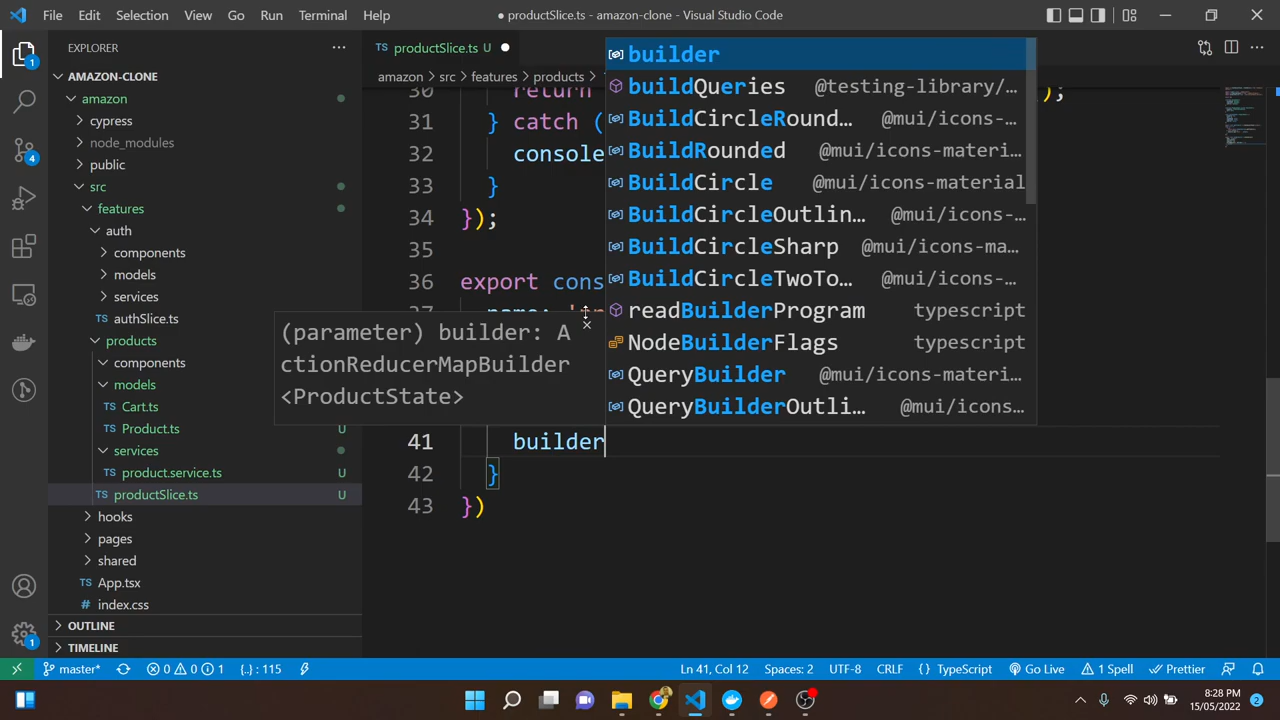 File Edit Selection View Go Run Terminal Help
productSlice.ts - amazon-clone - Visual Studio Code
EXPLORER
AMAZON-CLONE
amazon
cypress
node_modules
public
src
features
auth
components
models
services
authSlice.ts
products
components
models
Cart.ts
Product.ts U
services
product.service.ts U
productSlice.ts U
hooks
pages
shared
App.tsx
index.css
OUTLINE
TIMELINE
1
4
1
TS productSlice.ts U
amazon > src > features > products >
30 return
31 } catch (
32 console
33 }
34 });
35
36 export cons
41 builder
42 }
43 })
builder
buildQueries @testing-library/…
BuildCircleRound… @mui/icons-…
BuildRounded @mui/icons-materi…
BuildCircle @mui/icons-material
BuildCircleOutlin… @mui/icons-…
BuildCircleSharp @mui/icons-ma…
BuildCircleTwoTo… @mui/icons-…
readBuilderProgram typescript
NodeBuilderFlags typescript
QueryBuilder @mui/icons-materi…
QueryBuilderOutli… @mui/icons…
(parameter) builder: A
ctionReducerMapBuilder
<ProductState>
master* 0 0 1 {..} : 115 Ln 41, Col 12 Spaces: 2 UTF-8 CRLF { } TypeScript Go Live 1 Spell Prettier
8:28 PM
15/05/2022
2